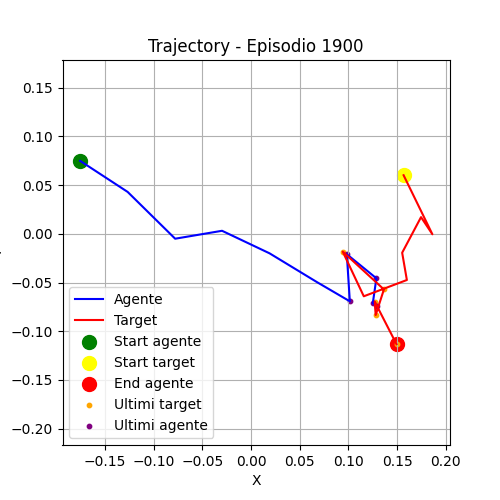 Trajectory - Episodio 1900
0.15
0.10
0.05
0.00
−0.05
−0.10
−0.15
−0.20
−0.15
−0.10
−0.05
0.00
0.05
0.10
0.15
0.20
X
Agente
Target
Start agente
Start target
End agente
Ultimi target
Ultimi agente